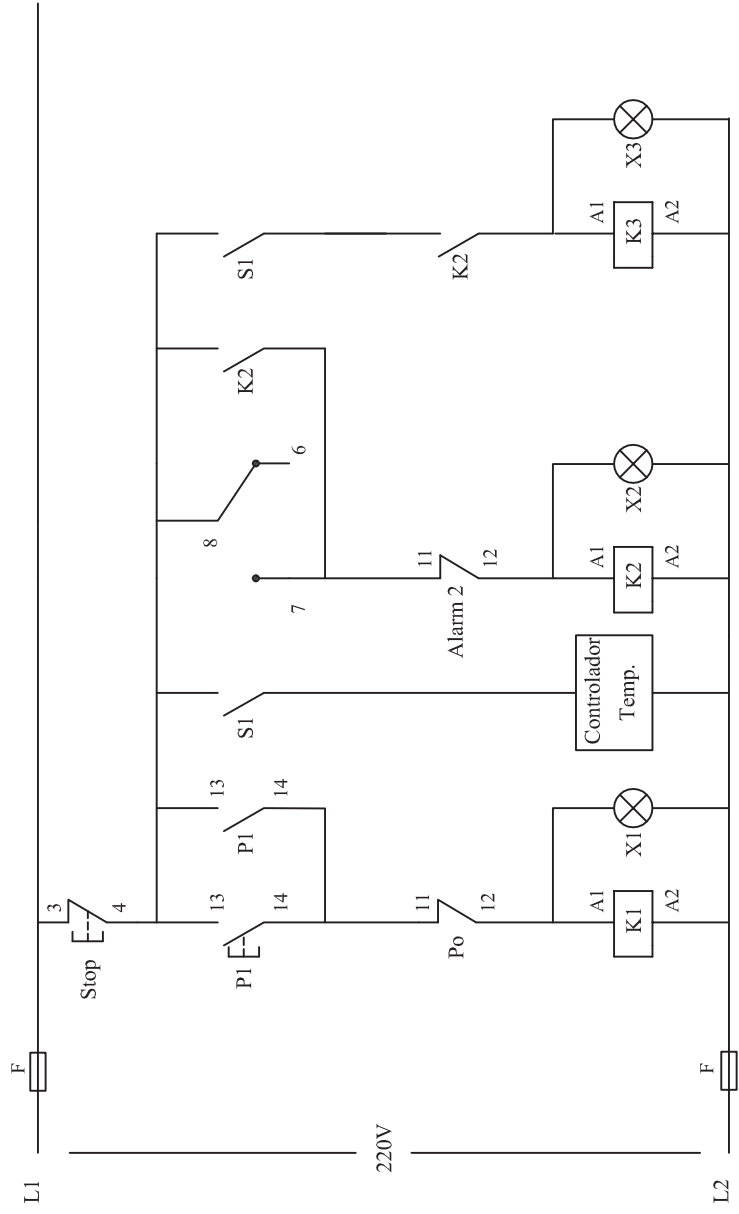 L1
F
220V
L2
F
Stop
3
4
P1
13
14
P1
13
14
Po
11
12
K1
A1
A2
X1
S1
Controlador
Temp.
7
8
6
Alarm 2
11
12
K2
A1
A2
X2
K2
S1
K2
K3
A1
A2
X3